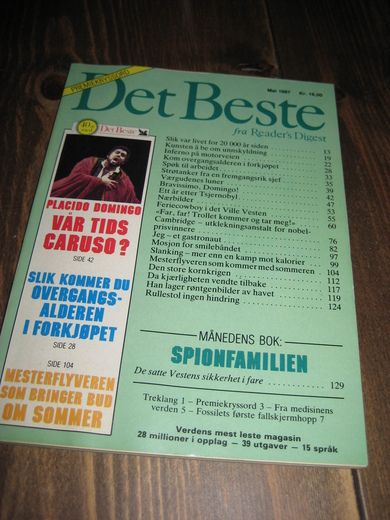 PREMIEKRYSSORD
Det Beste
fra Reader's Digest
Mai 1987 Kr. 16,00
Det Beste
PLACIDO DOMINGO
VÅR TIDS
CARUSO?
SIDE 42
SLIK KOMMER DU
OVERGANGS-
ALDEREN
I FORKJØPET
SIDE 28
SIDE 104
MESTERFLYVEREN
SOM BRINGER BUD
OM SOMMER
Slik var livet for 20 000 år siden 13
Kunsten å be om unnskyldning 19
Inferno på motorveien 22
Kom overgangsalderen i forkjøpet 28
Spøk til arbeidet 33
Strøtanker fra en fremgangsrik sjef 35
Værgudenes luner 39
Bravissimo, Domingo! 42
Ett år etter Tsjernobyl 47
Nærbilder 53
Feriecowboy i det Ville Vesten 55
«Far, far! Trollet kommer og tar meg!» 60
Cambridge – utklekningsanstalt for nobel-
prisvinnere 76
Jeg – et gastronaut 82
Mosjon for smilebåndet 97
Slanking – mer enn en kamp mot kalorier 99
Mesterflyveren som kommer med sommeren 104
Den store kornkrigen 112
Da kjærligheten vendte tilbake 117
Han lager røntgenbilder av havet 119
Rullestol ingen hindring 124
MÅNEDENS BOK:
SPIONFAMILIEN
De satte Vestens sikkerhet i fare 129
Treklang 1 – Premiekryssord 3 – Fra medisinens
verden 5 – Fossilets første fallskjermhopp 7
Verdens mest leste magasin
28 millioner i opplag — 39 utgaver — 15 språk